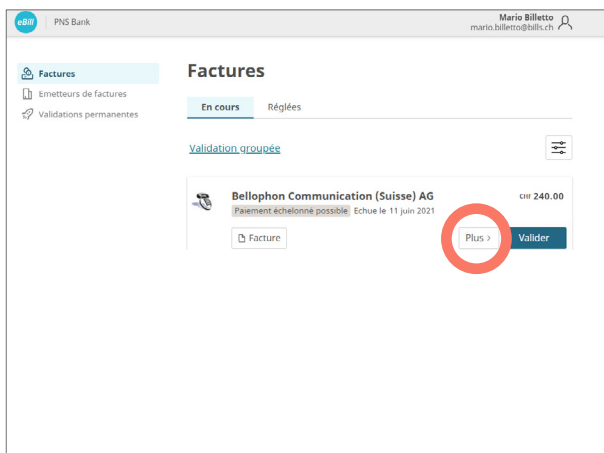 eBill PNS Bank
Mario Billetto
mario.billetto@bills.ch
Factures
Emetteurs de factures
Validations permanentes
Factures
En cours Réglées
Validation groupée
Bellophon Communication (Suisse) AG CHF 240.00
Paiement échelonné possible Echue le 11 juin 2021
Facture Plus > Valider